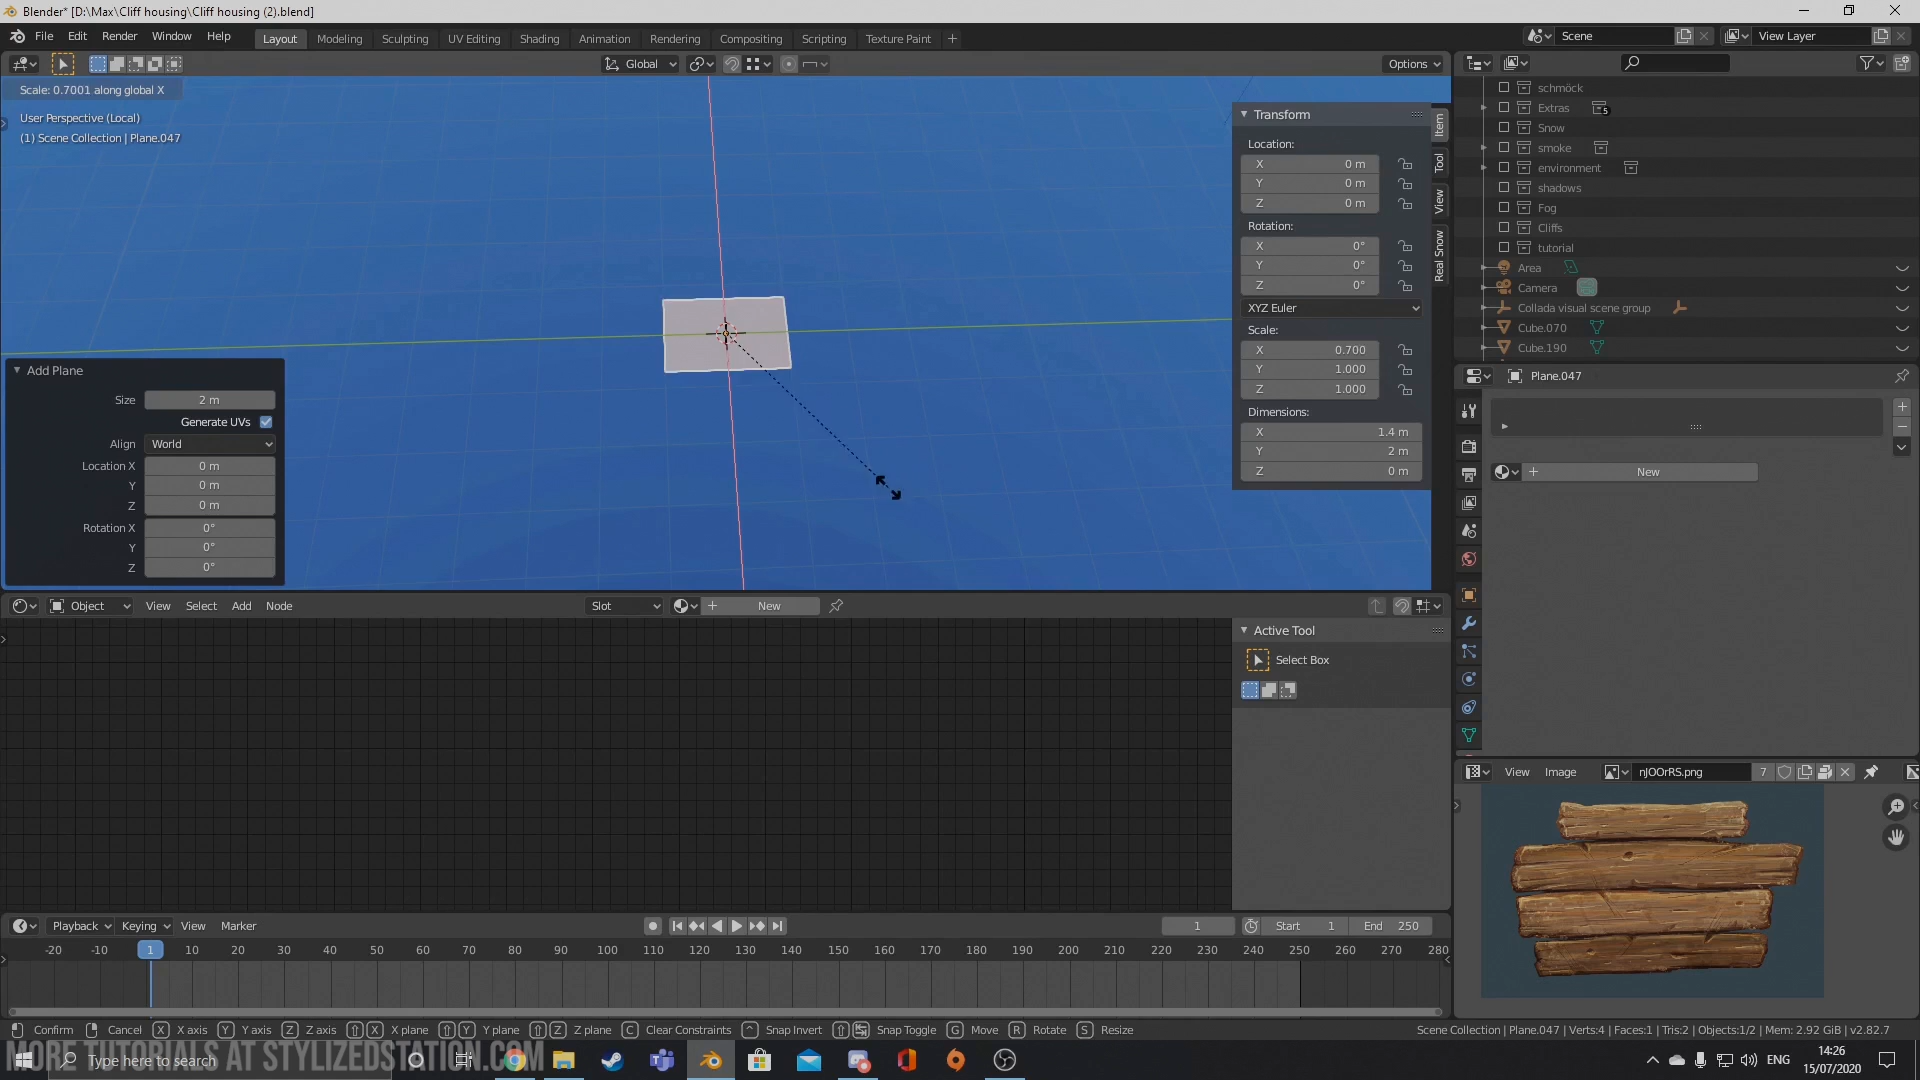 Blender* [D:\Max\Cliff housing\Cliff housing (2).blend]
File Edit Render Window Help Layout Modeling Sculpting UV Editing Shading Animation Rendering Compositing Scripting Texture Paint + Scene View Layer
Global Options
Scale: 0.7001 along global X
User Perspective (Local)
(1) Scene Collection | Plane.047
Transform
Location:
X 0 m
Y 0 m
Z 0 m
Rotation:
X 0°
Y 0°
Z 0°
XYZ Euler
Scale:
X 0.700
Y 1.000
Z 1.000
Dimensions:
X 1.4 m
Y 2 m
Z 0 m
Item
Tool
View
Real Snow
schmöck
Extras 5
Snow
smoke
environment
shadows
Fog
Cliffs
tutorial
Area
Camera
Collada visual scene group
Cube.070
Cube.190
Plane.047
+ New
Add Plane
Size 2 m
Generate UVs
Align World
Location X 0 m
Y 0 m
Z 0 m
Rotation X 0°
Y 0°
Z 0°
Object View Select Add Node Slot + New
Active Tool
Select Box
View Image nJOOrRS.png 7
Playback Keying View Marker 1 Start 1 End 250
-20 -10 1 10 20 30 40 50 60 70 80 90 100 110 120 130 140 150 160 170 180 190 200 210 220 230 240 250 260 270 280
Confirm Cancel X X axis Y Y axis Z Z axis X X plane Y Y plane Z Z plane C Clear Constraints ^ Snap Invert Snap Toggle G Move R Rotate S Resize Scene Collection | Plane.047 | Verts:4 | Faces:1 | Tris:2 | Objects:1/2 | Mem: 2.92 GiB | v2.82.7
MORE TUTORIALS AT STYLIZEDSTATION.COM
Type here to search
ENG
14:26
15/07/2020